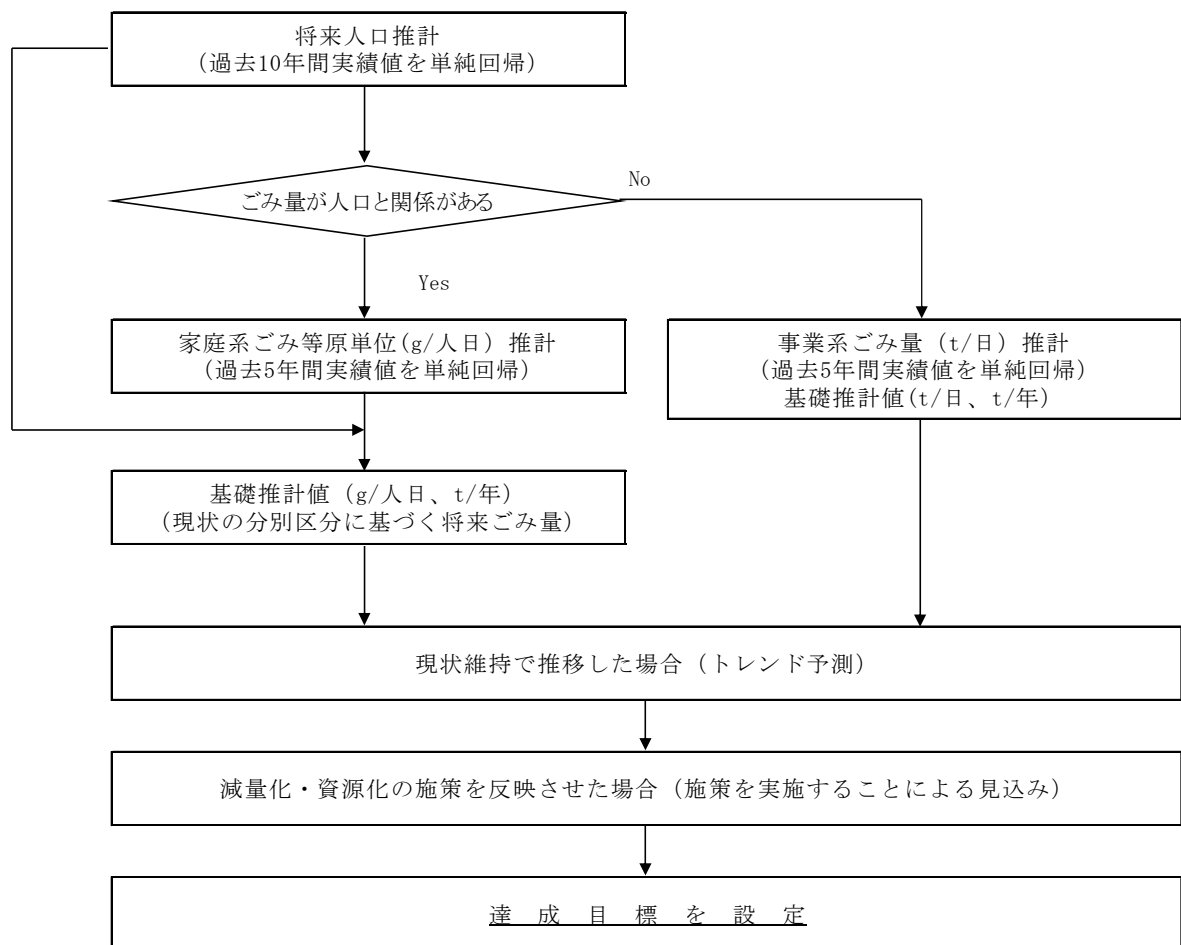 将来人口推計
(過去10年間実績値を単純回帰)
ごみ量が人口と関係がある
No
Yes
家庭系ごみ等原単位(g/人日) 推計
(過去5年間実績値を単純回帰)
事業系ごみ量 (t/日) 推計
(過去5年間実績値を単純回帰)
基礎推計値(t/日、t/年)
基礎推計値 (g/人日、t/年)
(現状の分別区分に基づく将来ごみ量)
現状維持で推移した場合 (トレンド予測)
減量化・資源化の施策を反映させた場合 (施策を実施することによる見込み)
達 成 目 標 を 設 定